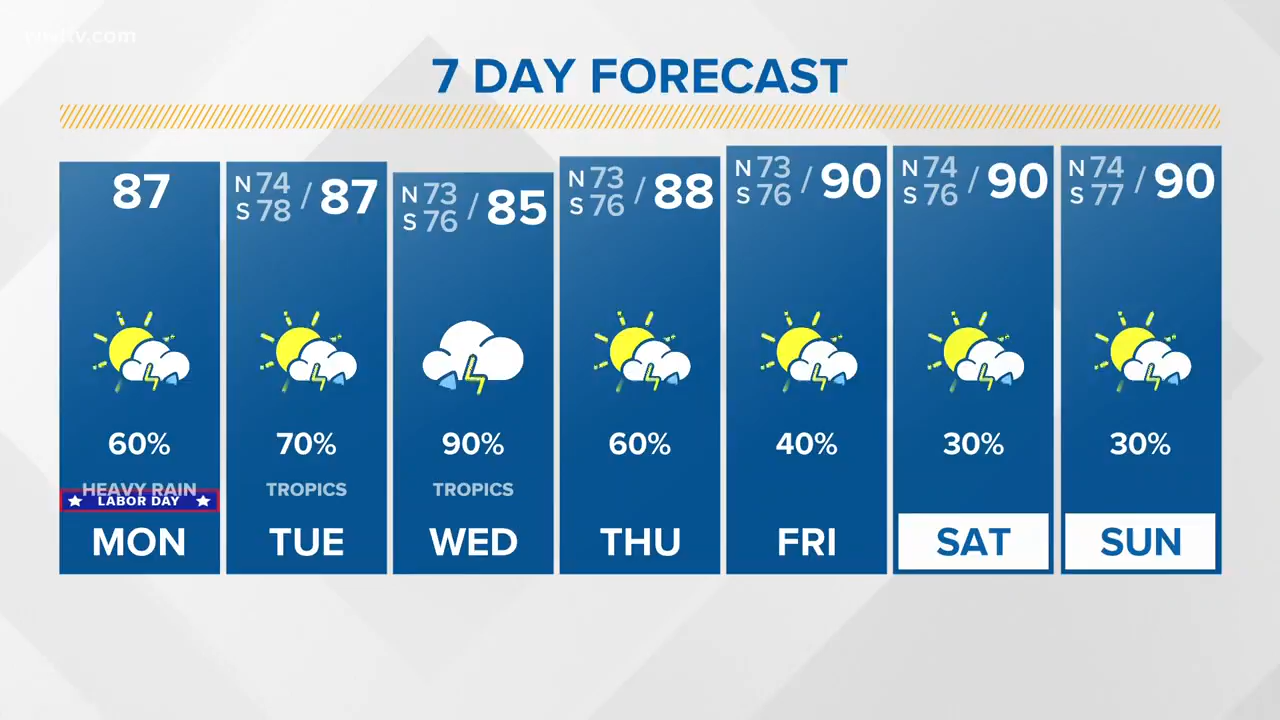 7 DAY FORECAST
87
60%
HEAVY RAIN
LABOR DAY
MON
N 74
S 78 / 87
70%
TROPICS
TUE
N 73
S 76 / 85
90%
TROPICS
WED
N 73
S 76 / 88
60%
THU
N 73
S 76 / 90
40%
FRI
N 74
S 76 / 90
30%
SAT
N 74
S 77 / 90
30%
SUN